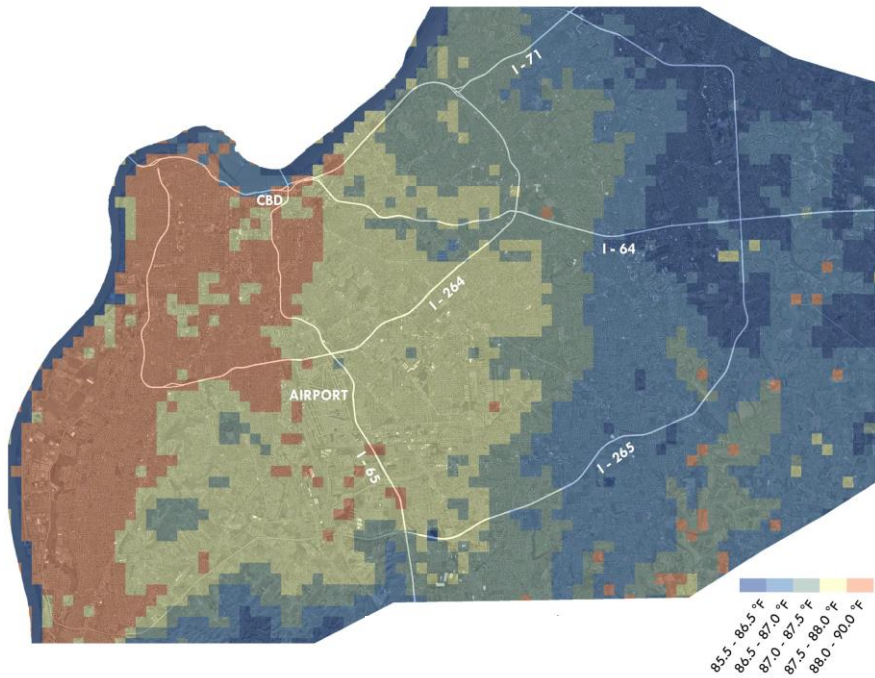 I - 71
CBD
I - 64
I - 264
AIRPORT
I - 65
I - 265
85.5 - 86.5 °F
86.5 - 87.0 °F
87.0 - 87.5 °F
87.5 - 88.0 °F
88.0 - 90.0 °F